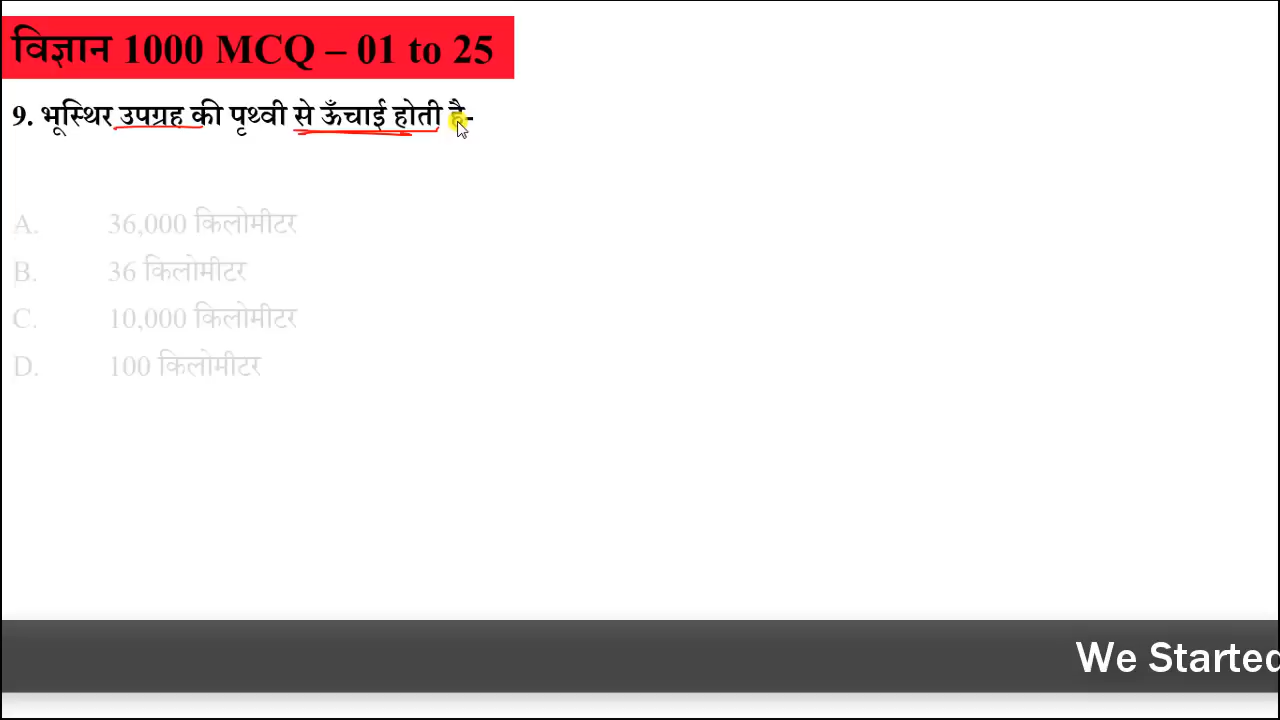 विज्ञान 1000 MCQ – 01 to 25
9. भूस्थिर उपग्रह की पृथ्वी से ऊँचाई होती है-
A. 36,000 किलोमीटर
B. 36 किलोमीटर
C. 10,000 किलोमीटर
D. 100 किलोमीटर
We Started